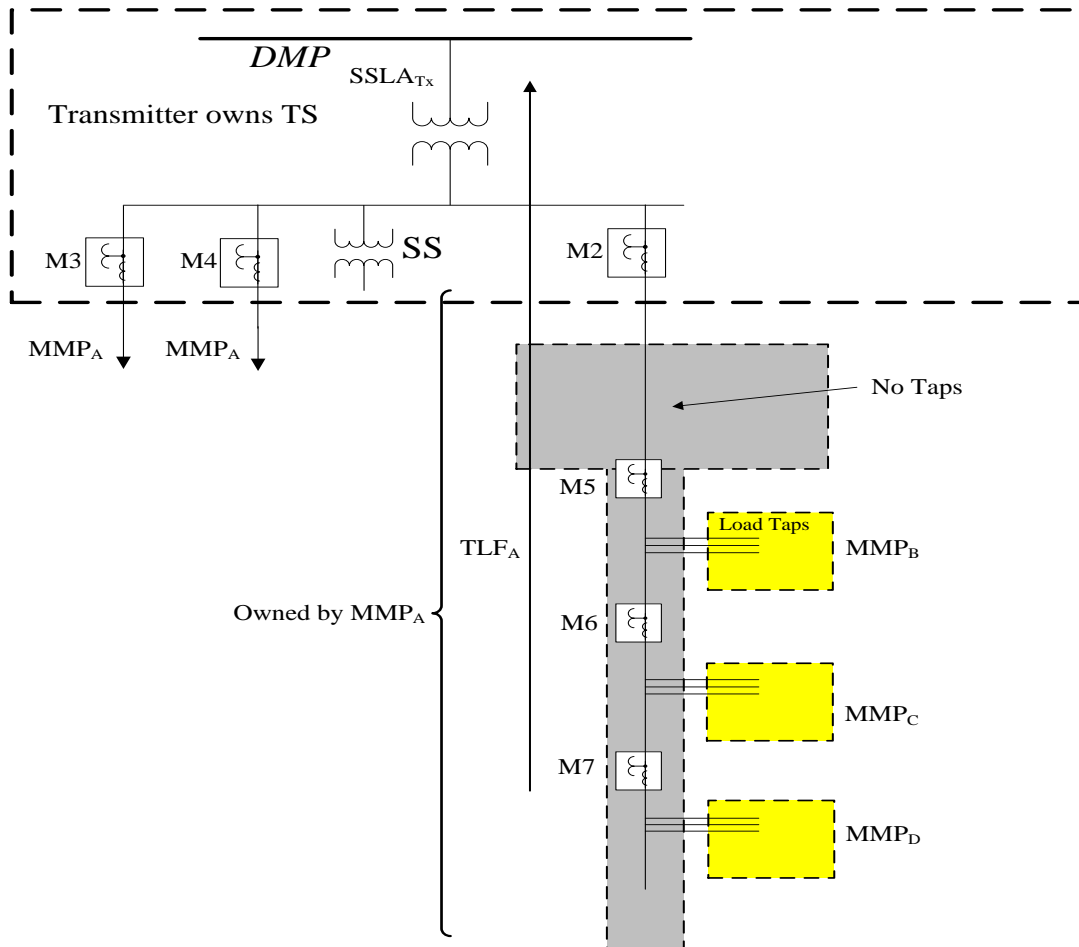 DMP
SSLATx
Transmitter owns TS
SS
M3
M4
M2
MMPA
MMPA
No Taps
M5
Load Taps
MMPB
TLFA
Owned by MMPA
M6
MMPC
M7
MMPD